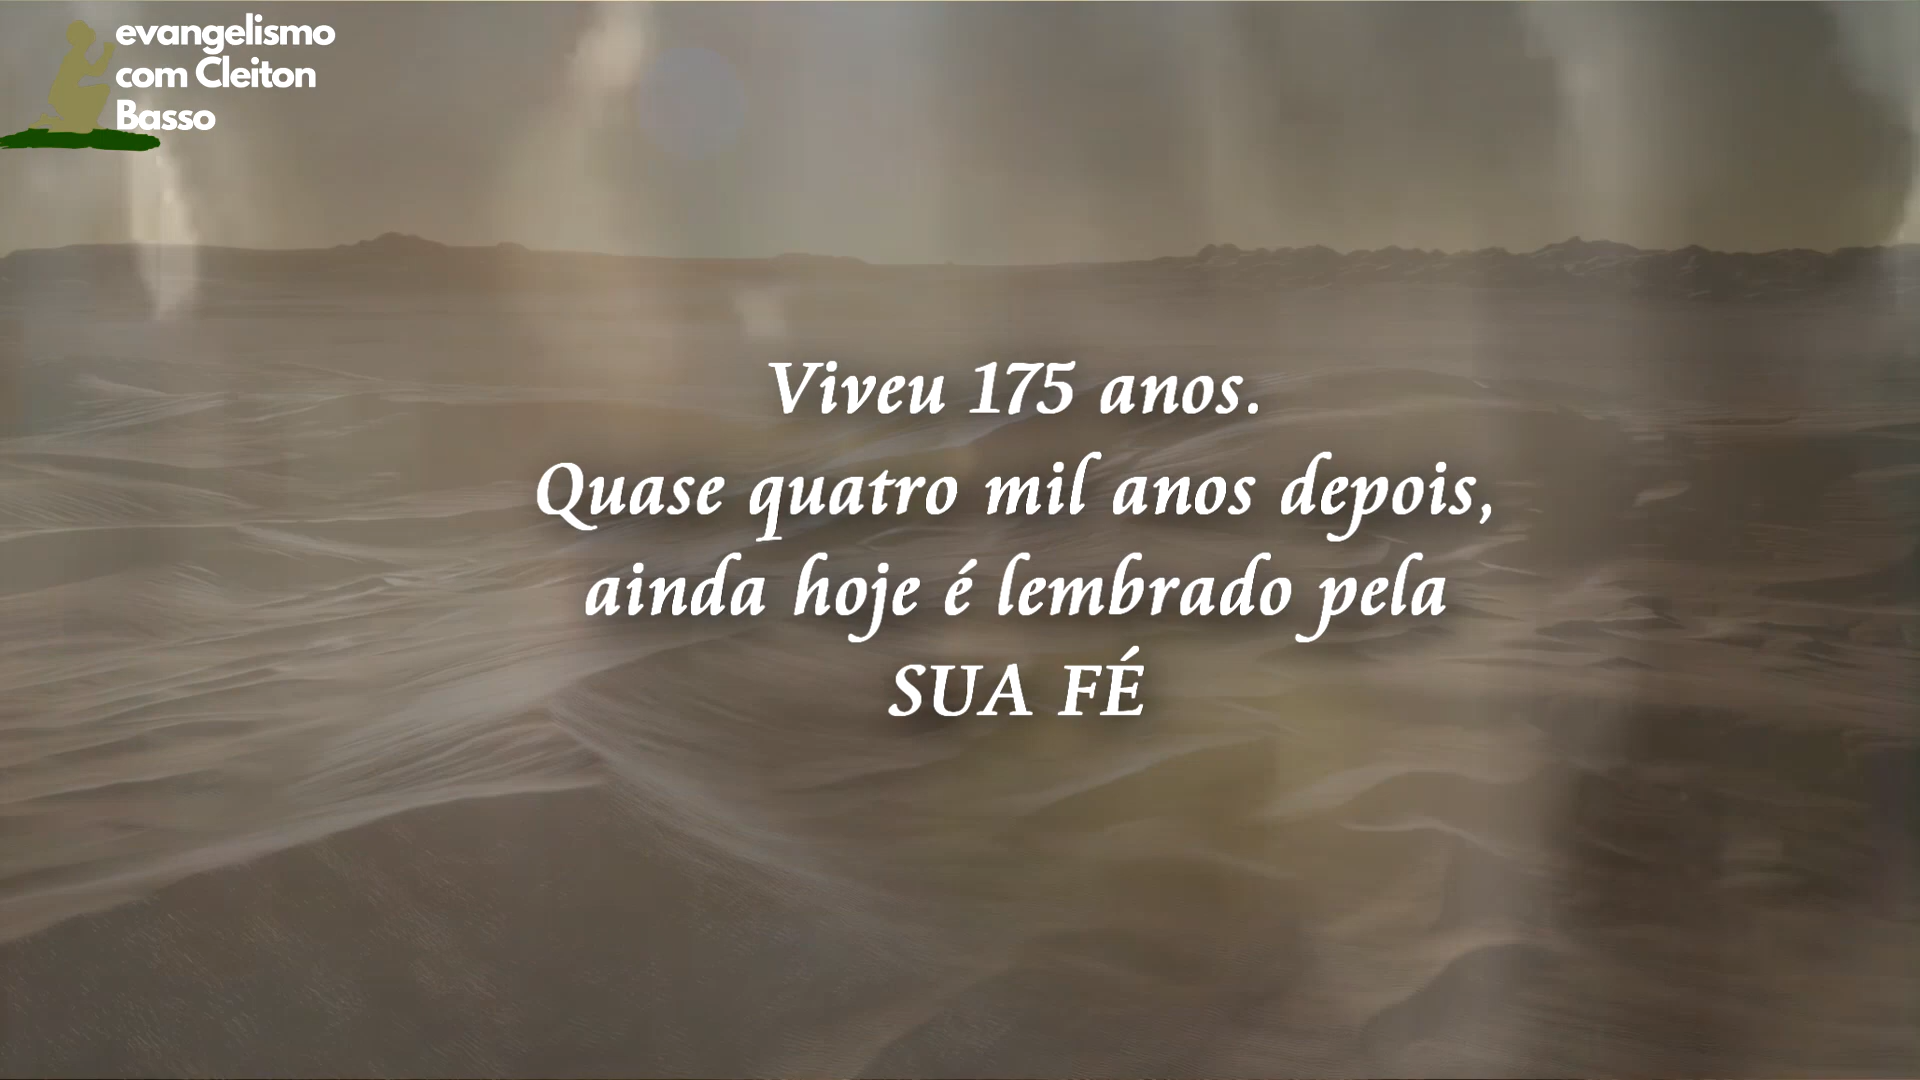 evangelismo
com Cleiton
Basso
Viveu 175 anos.
Quase quatro mil anos depois,
ainda hoje é lembrado pela
SUA FÉ